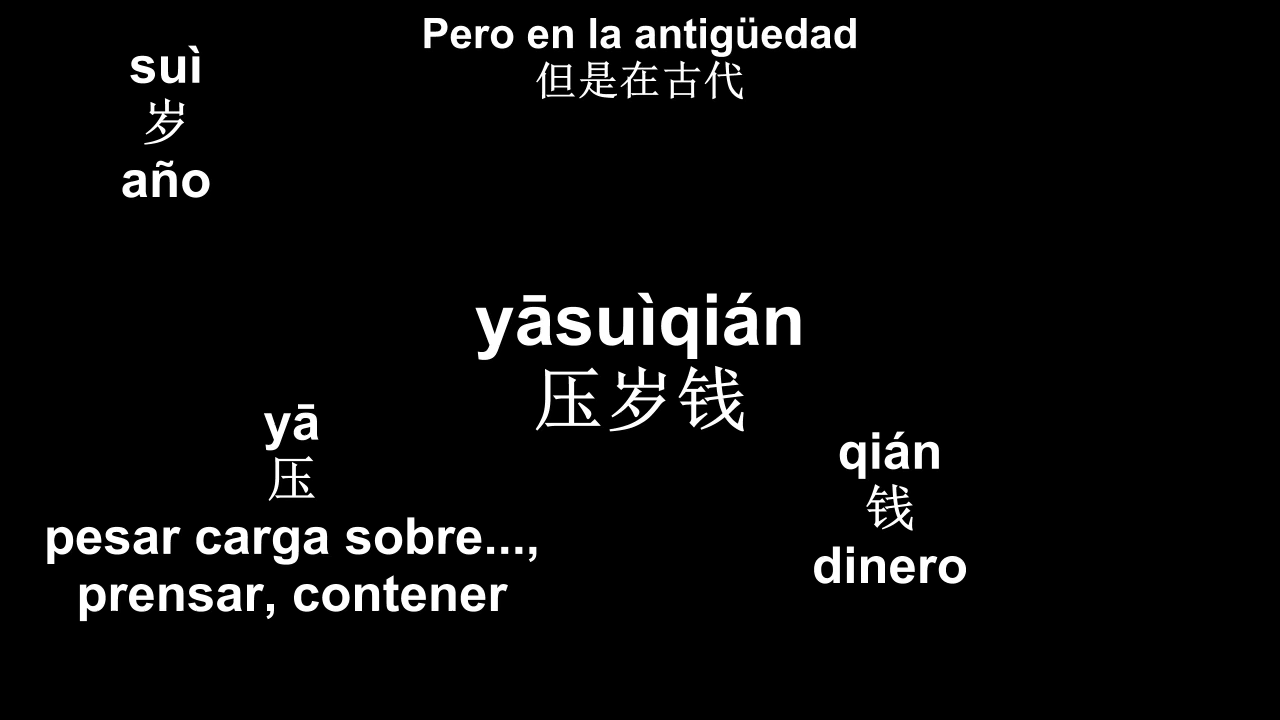 Pero en la antigüedad
但是在古代
suì
岁
año
yāsuìqián
压岁钱
yā
压
pesar carga sobre...,
prensar, contener
qián
钱
dinero